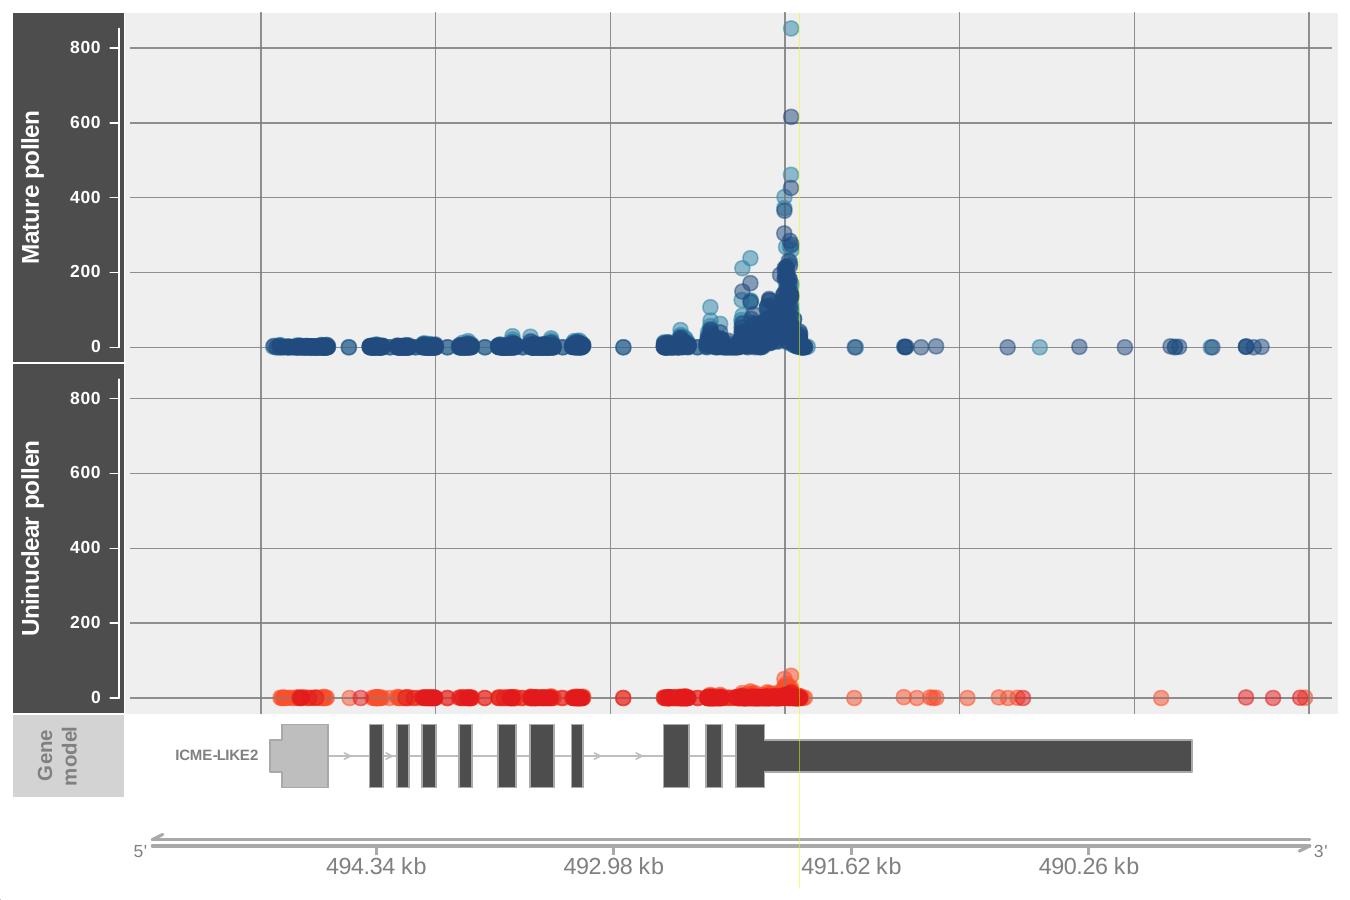 Mature pollen
800
600
400
200
0
Uninuclear pollen
800
600
400
200
0
Gene
model
ICME-LIKE2
5'
3'
494.34 kb
492.98 kb
491.62 kb
490.26 kb